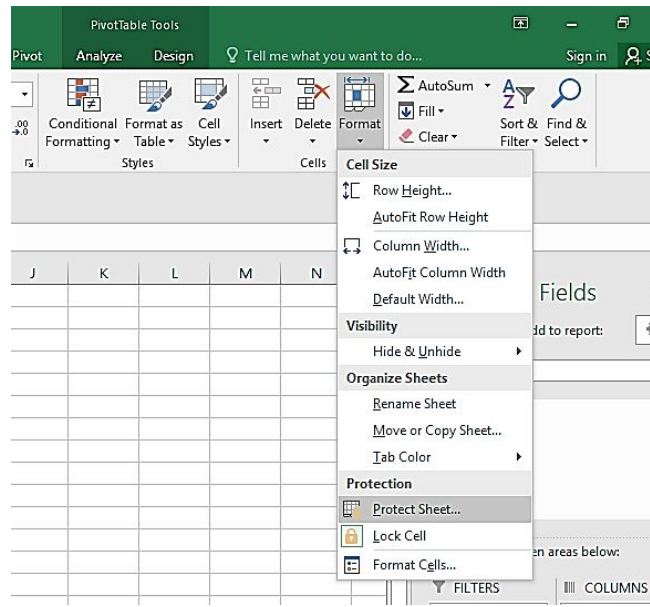 PivotTable Tools
Pivot Analyze Design Tell me what you want to do... Sign in
.00
.0
Conditional Formatting
Format as Table
Cell Styles
Styles
Insert
Delete
Format
Cells
AutoSum
Fill
Clear
Sort & Filter
Find & Select
Cell Size
Row Height...
AutoFit Row Height
Column Width...
AutoFit Column Width
Default Width...
Visibility
Hide & Unhide
Organize Sheets
Rename Sheet
Move or Copy Sheet...
Tab Color
Protection
Protect Sheet...
Lock Cell
Format Cells...
J K L M N
Fields
dd to report:
en areas below:
FILTERS
COLUMNS